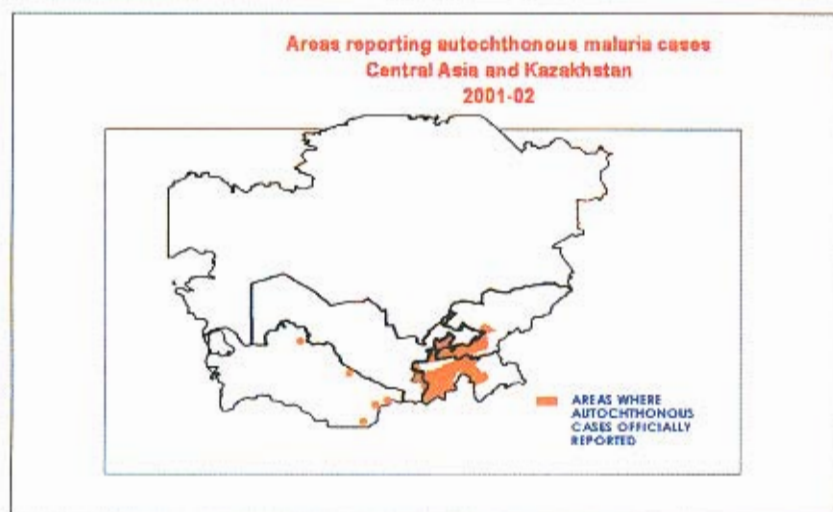 Areas reporting autochthonous malaria cases
Central Asia and Kazakhstan
2001-02
AREAS WHERE
AUTOCHTHONOUS
CASES OFFICIALLY
REPORTED